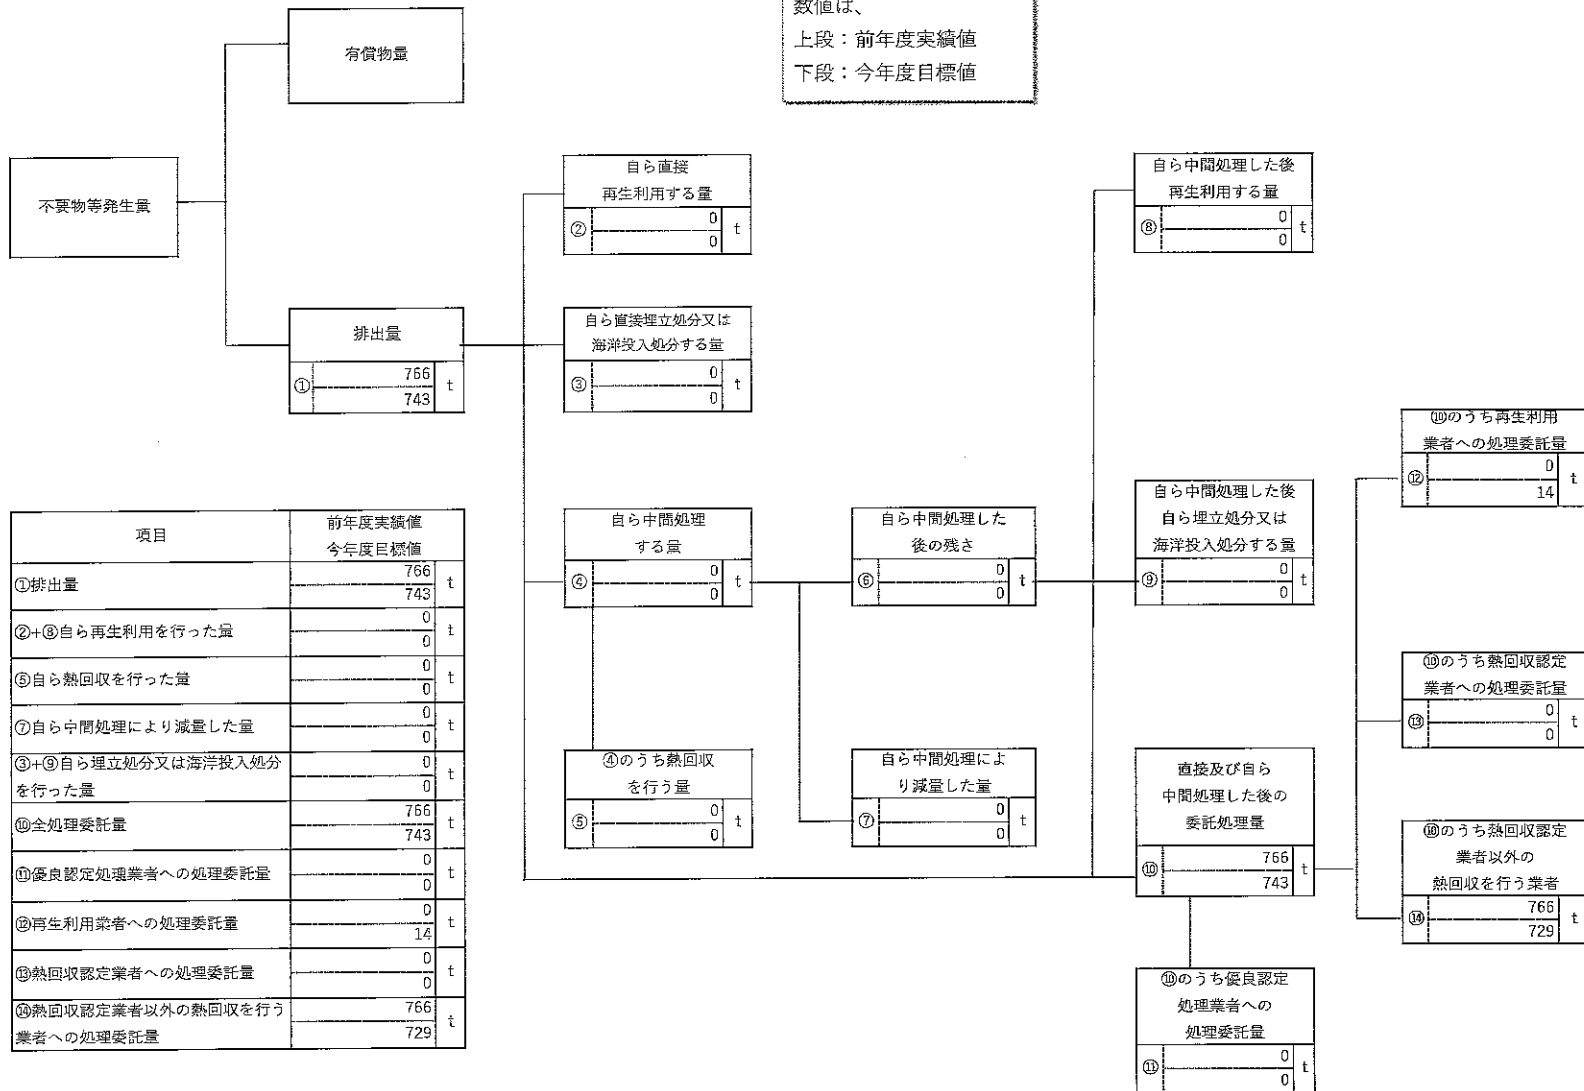 数値は、
上段：前年度実績値
下段：今年度目標値
有償物量
不要物等発生量
排出量
①
766
743
t
自ら直接
再生利用する量
②
0
0
t
自ら直接埋立処分又は
海洋投入処分する量
③
0
0
t
自ら中間処理した後
再生利用する量
⑧
0
0
t
自ら中間処理
する量
④
0
0
t
自ら中間処理した
後の残さ
⑥
0
0
t
自ら中間処理した後
自ら埋立処分又は
海洋投入処分する量
⑨
0
0
t
④のうち熱回収
を行う量
⑤
0
0
t
自ら中間処理によ
り減量した量
⑦
0
0
t
直接及び自ら
中間処理した後の
委託処理量
⑩
766
743
t
⑩のうち再生利用
業者への処理委託量
⑫
0
14
t
⑩のうち熱回収認定
業者への処理委託量
⑬
0
0
t
⑩のうち熱回収認定
業者以外の
熱回収を行う業者
⑭
766
729
t
⑩のうち優良認定
処理業者への
処理委託量
⑪
0
0
t
項目
前年度実績値
今年度目標値
①排出量
766
743
t
②+⑧自ら再生利用を行った量
0
0
t
⑤自ら熱回収を行った量
0
0
t
⑦自ら中間処理により減量した量
0
0
t
③+⑨自ら埋立処分又は海洋投入処分
を行った量
0
0
t
⑩全処理委託量
766
743
t
⑪優良認定処理業者への処理委託量
0
0
t
⑫再生利用業者への処理委託量
0
14
t
⑬熱回収認定業者への処理委託量
0
0
t
⑭熱回収認定業者以外の熱回収を行う
業者への処理委託量
766
729
t